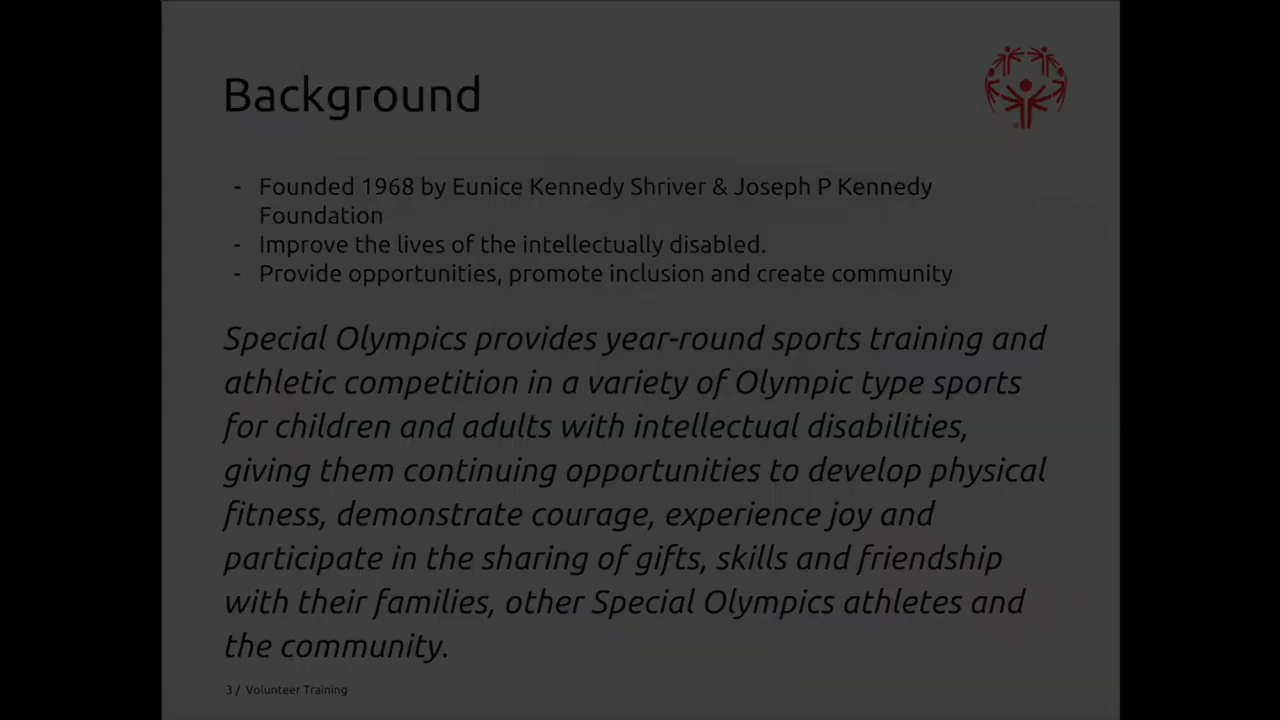 Background
- Founded 1968 by Eunice Kennedy Shriver & Joseph P Kennedy
Foundation
- Improve the lives of the intellectually disabled.
- Provide opportunities, promote inclusion and create community
Special Olympics provides year-round sports training and
athletic competition in a variety of Olympic type sports
for children and adults with intellectual disabilities,
giving them continuing opportunities to develop physical
fitness, demonstrate courage, experience joy and
participate in the sharing of gifts, skills and friendship
with their families, other Special Olympics athletes and
the community.
3 / Volunteer Training